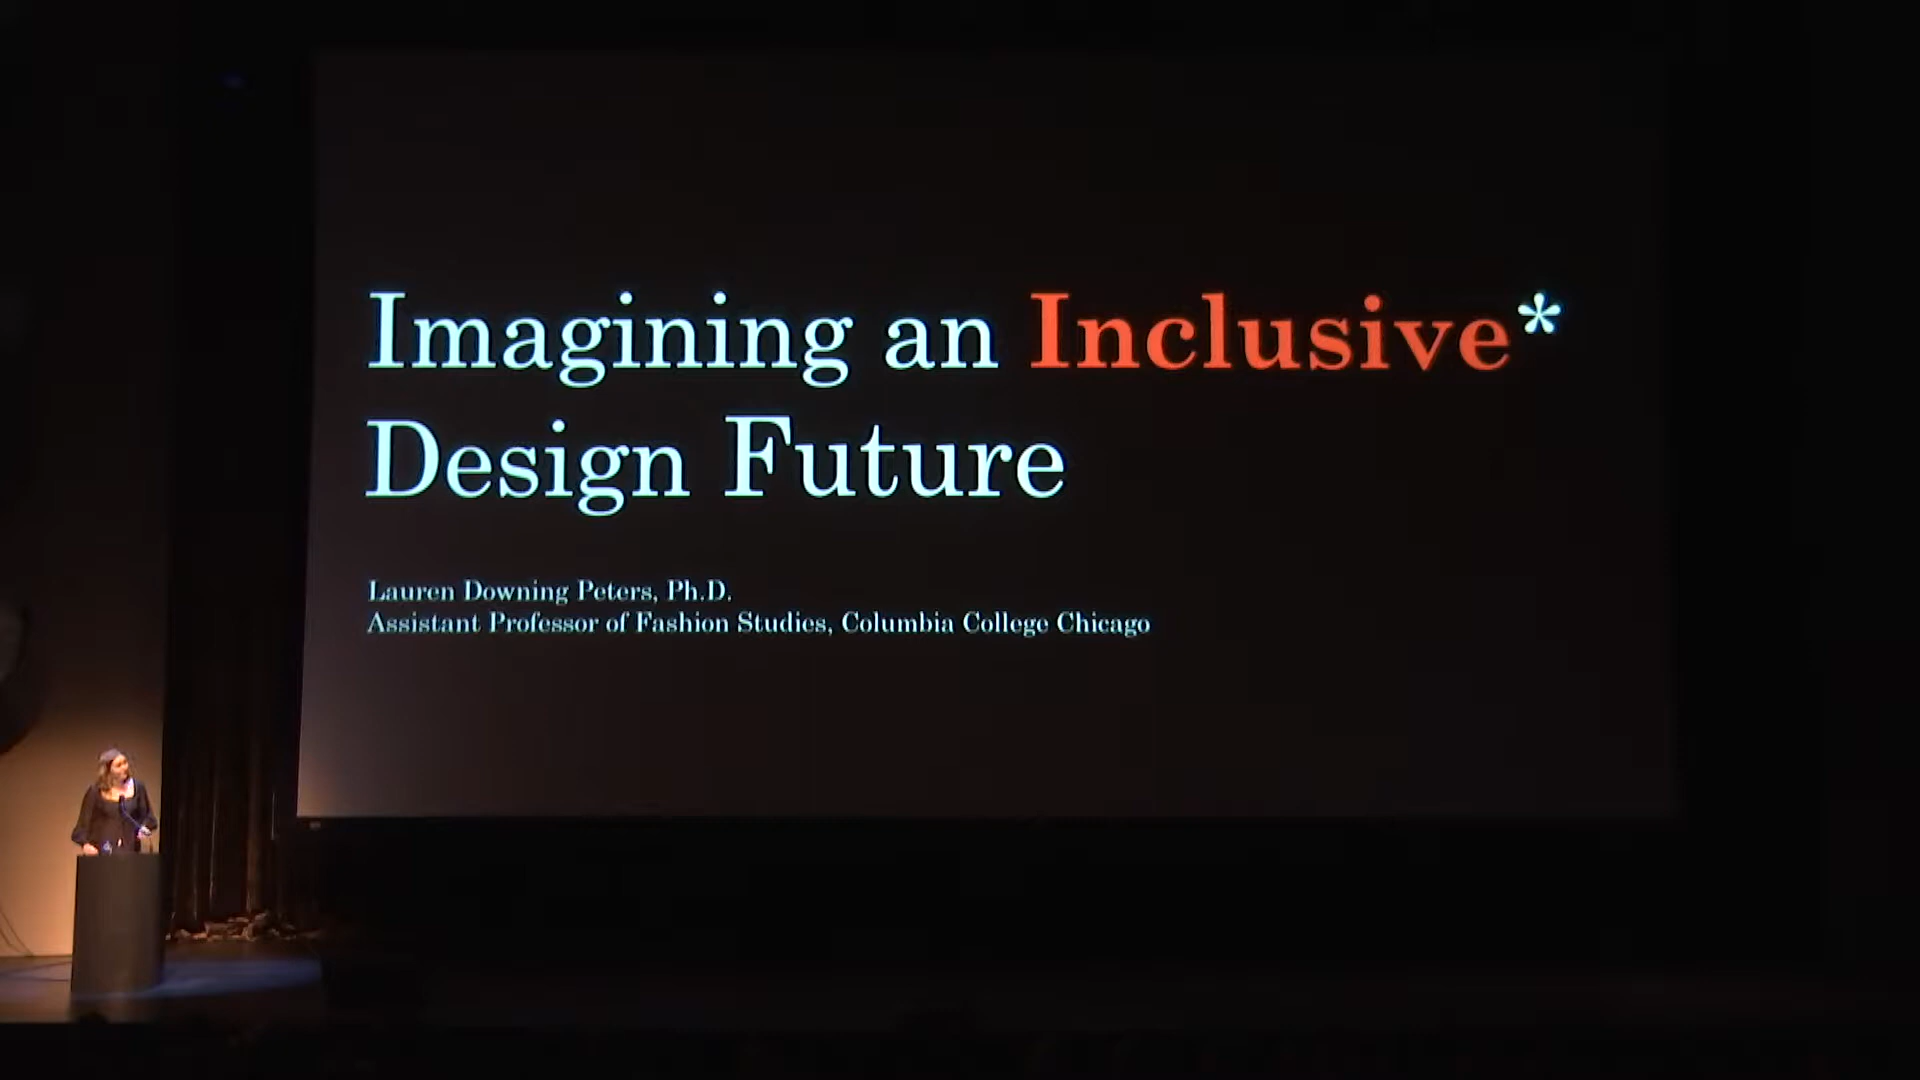 Imagining an Inclusive*
Design Future
Lauren Downing Peters, Ph.D.
Assistant Professor of Fashion Studies, Columbia College Chicago